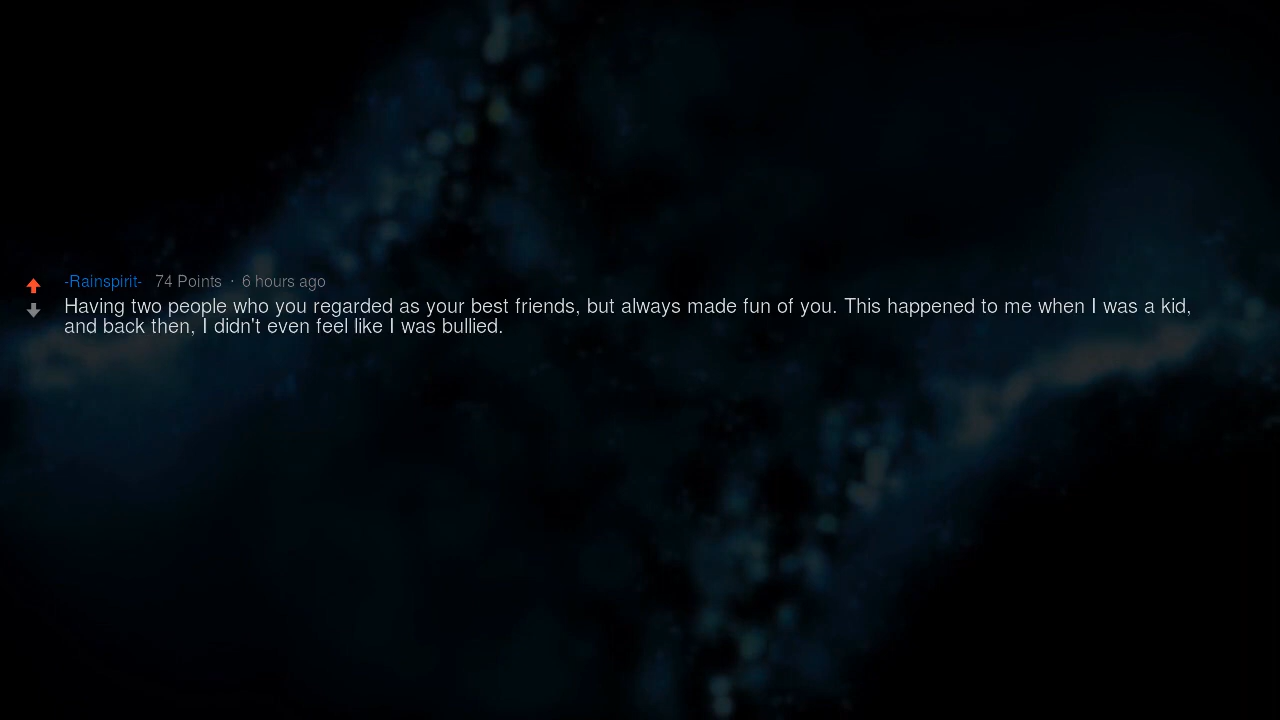 -Rainspirit- 74 Points · 6 hours ago
Having two people who you regarded as your best friends, but always made fun of you. This happened to me when I was a kid,
and back then, I didn't even feel like I was bullied.